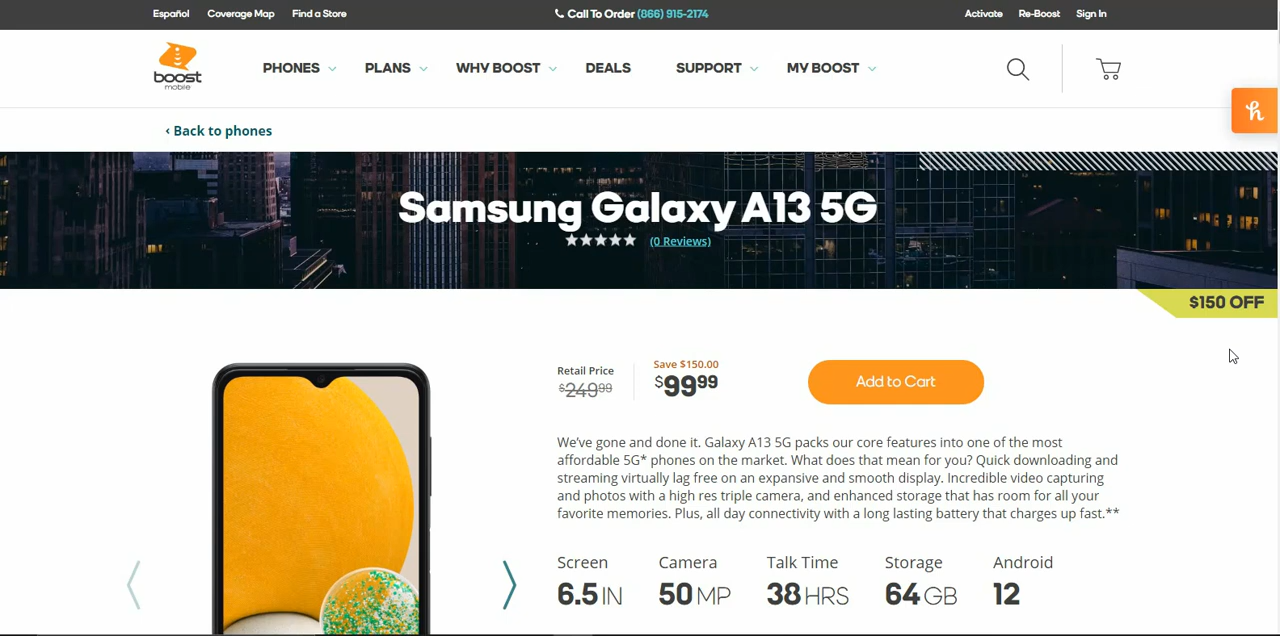 Español Coverage Map Find a Store Call To Order (866) 915-2174 Activate Re-Boost Sign In
boost
mobile
PHONES PLANS WHY BOOST DEALS SUPPORT MY BOOST
‹ Back to phones
Samsung Galaxy A13 5G
(0 Reviews)
$150 OFF
Retail Price
$249⁹⁹
Save $150.00
$99⁹⁹
Add to Cart
We've gone and done it. Galaxy A13 5G packs our core features into one of the most
affordable 5G* phones on the market. What does that mean for you? Quick downloading and
streaming virtually lag free on an expansive and smooth display. Incredible video capturing
and photos with a high res triple camera, and enhanced storage that has room for all your
favorite memories. Plus, all day connectivity with a long lasting battery that charges up fast.**
Screen Camera Talk Time Storage Android
6.5 IN 50 MP 38 HRS 64 GB 12